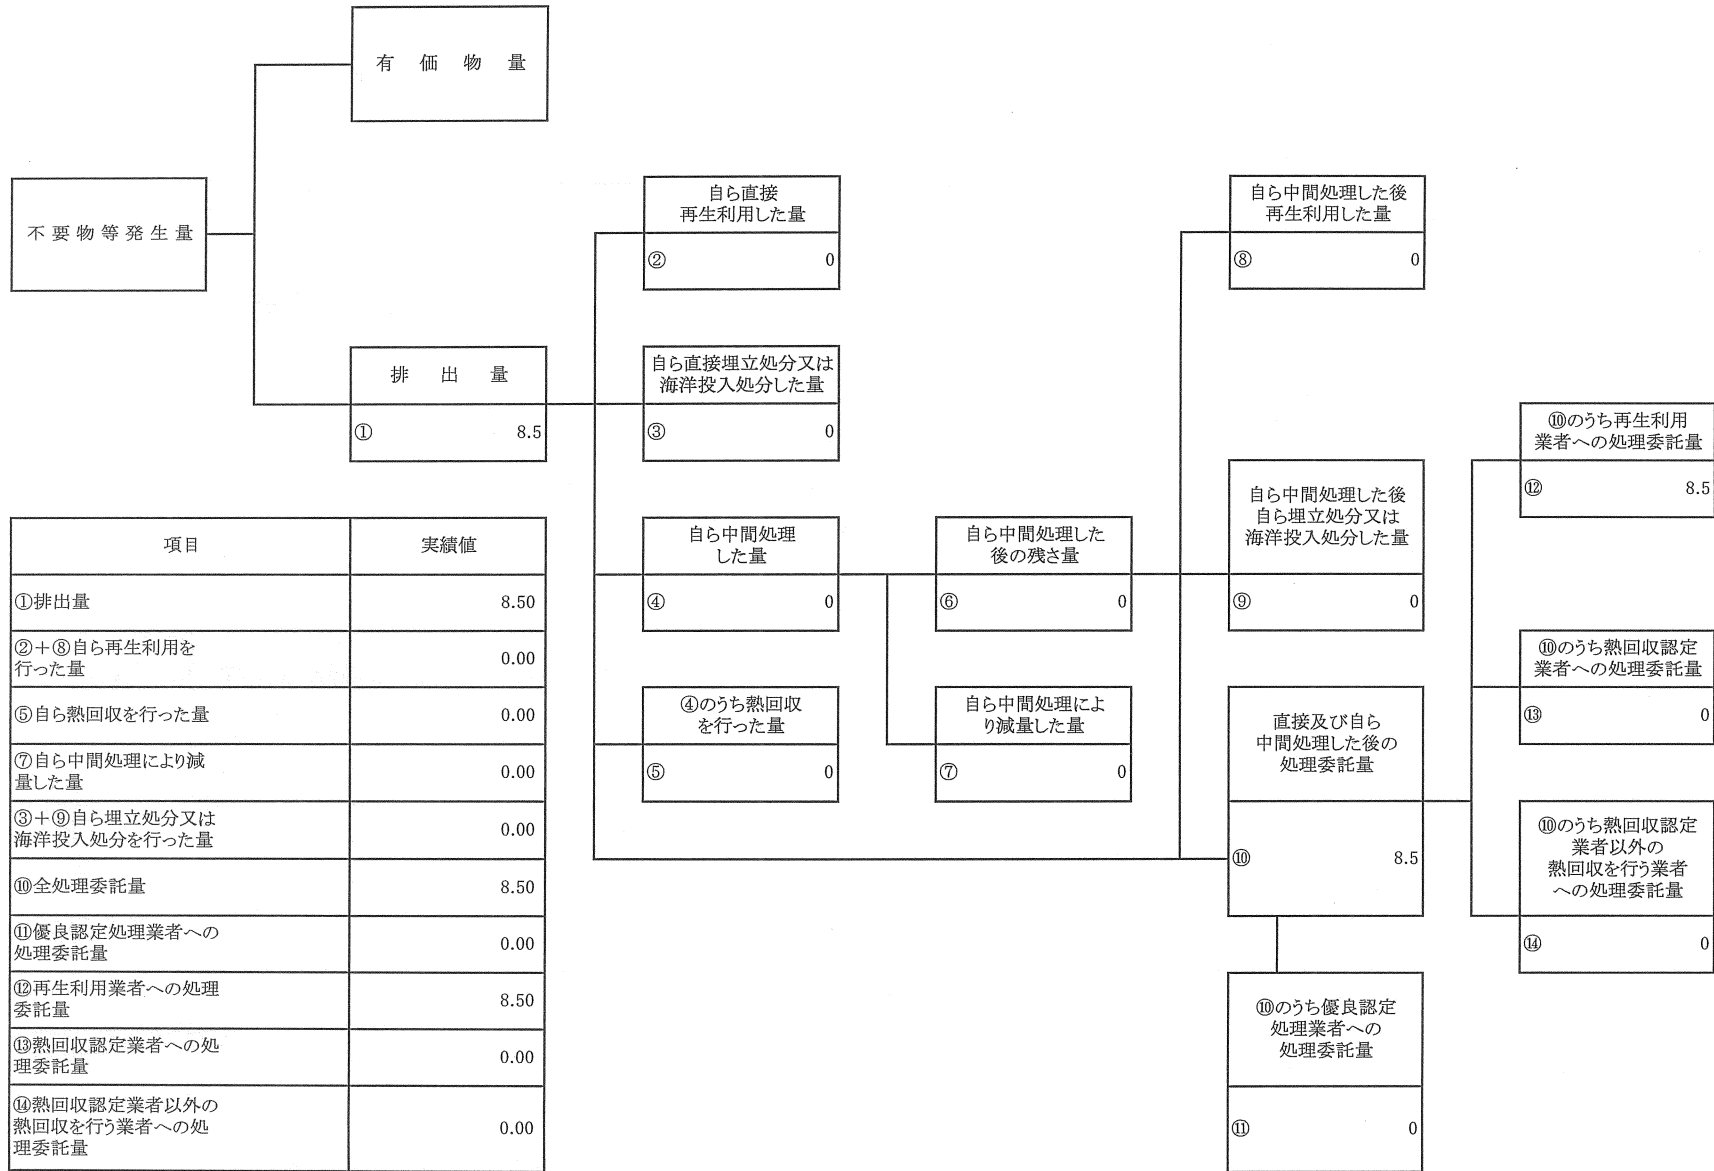 有価物量
不要物等発生量
自ら直接
再生利用した量
② 0
自ら中間処理した後
再生利用した量
⑧ 0
排出量
① 8.5
自ら直接埋立処分又は
海洋投入処分した量
③ 0
⑩のうち再生利用
業者への処理委託量
⑫ 8.5
自ら中間処理した後
自ら埋立処分又は
海洋投入処分した量
⑨ 0
自ら中間処理
した量
④ 0
自ら中間処理した
後の残さ量
⑥ 0
⑩のうち熱回収認定
業者への処理委託量
⑬ 0
④のうち熱回収
を行った量
⑤ 0
自ら中間処理によ
り減量した量
⑦ 0
直接及び自ら
中間処理した後の
処理委託量
⑩ 8.5
⑩のうち熱回収認定
業者以外の
熱回収を行う業者
への処理委託量
⑭ 0
⑩のうち優良認定
処理業者への
処理委託量
⑪ 0
項目 実績値
①排出量 8.50
②+⑧自ら再生利用を
行った量 0.00
⑤自ら熱回収を行った量 0.00
⑦自ら中間処理により減
量した量 0.00
③+⑨自ら埋立処分又は
海洋投入処分を行った量 0.00
⑩全処理委託量 8.50
⑪優良認定処理業者への
処理委託量 0.00
⑫再生利用業者への処理
委託量 8.50
⑬熱回収認定業者への処
理委託量 0.00
⑭熱回収認定業者以外の
熱回収を行う業者への処
理委託量 0.00